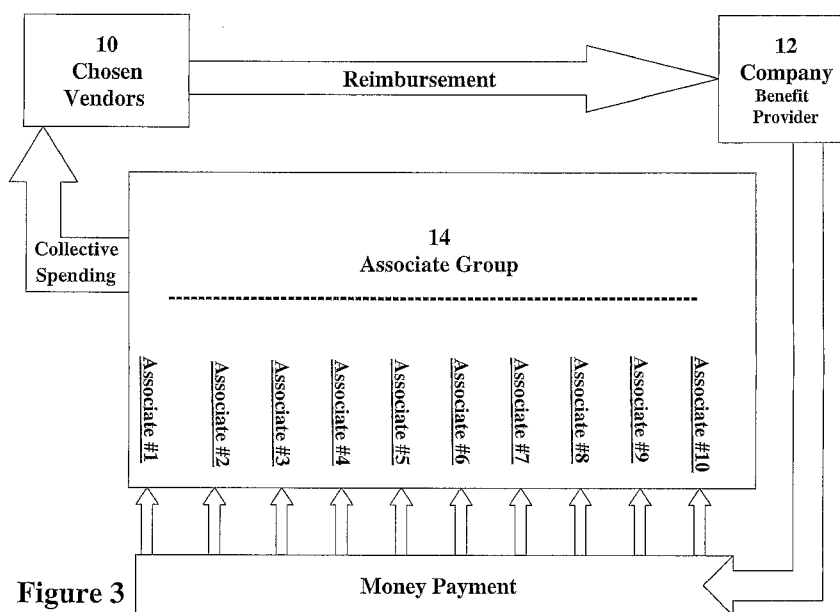 10
Chosen
Vendors
Reimbursement
12
Company
Benefit
Provider
Collective
Spending
14
Associate Group
Associate #1
Associate #2
Associate #3
Associate #4
Associate #5
Associate #6
Associate #7
Associate #8
Associate #9
Associate #10
Money Payment
Figure 3